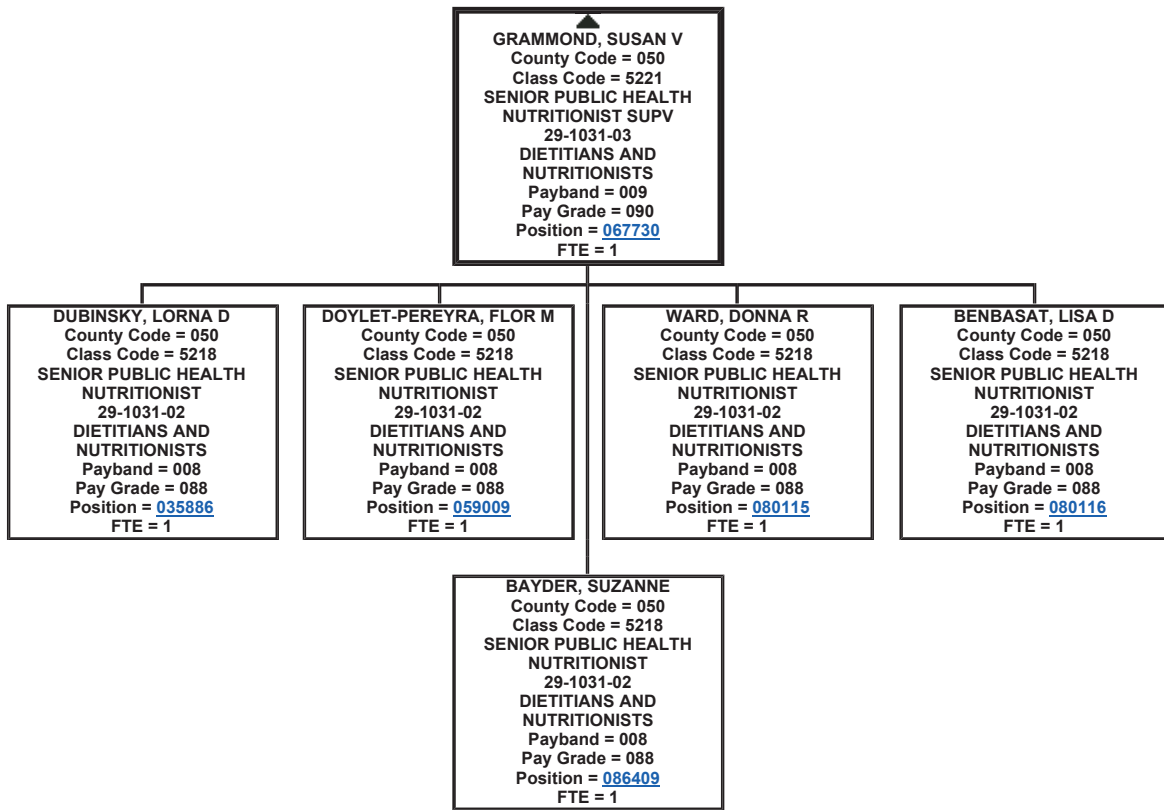 GRAMMOND, SUSAN V
County Code = 050
Class Code = 5221
SENIOR PUBLIC HEALTH
NUTRITIONIST SUPV
29-1031-03
DIETITIANS AND
NUTRITIONISTS
Payband = 009
Pay Grade = 090
Position = 067730
FTE = 1
DUBINSKY, LORNA D
County Code = 050
Class Code = 5218
SENIOR PUBLIC HEALTH
NUTRITIONIST
29-1031-02
DIETITIANS AND
NUTRITIONISTS
Payband = 008
Pay Grade = 088
Position = 035886
FTE = 1
DOYLET-PEREYRA, FLOR M
County Code = 050
Class Code = 5218
SENIOR PUBLIC HEALTH
NUTRITIONIST
29-1031-02
DIETITIANS AND
NUTRITIONISTS
Payband = 008
Pay Grade = 088
Position = 059009
FTE = 1
WARD, DONNA R
County Code = 050
Class Code = 5218
SENIOR PUBLIC HEALTH
NUTRITIONIST
29-1031-02
DIETITIANS AND
NUTRITIONISTS
Payband = 008
Pay Grade = 088
Position = 080115
FTE = 1
BENBASAT, LISA D
County Code = 050
Class Code = 5218
SENIOR PUBLIC HEALTH
NUTRITIONIST
29-1031-02
DIETITIANS AND
NUTRITIONISTS
Payband = 008
Pay Grade = 088
Position = 080116
FTE = 1
BAYDER, SUZANNE
County Code = 050
Class Code = 5218
SENIOR PUBLIC HEALTH
NUTRITIONIST
29-1031-02
DIETITIANS AND
NUTRITIONISTS
Payband = 008
Pay Grade = 088
Position = 086409
FTE = 1